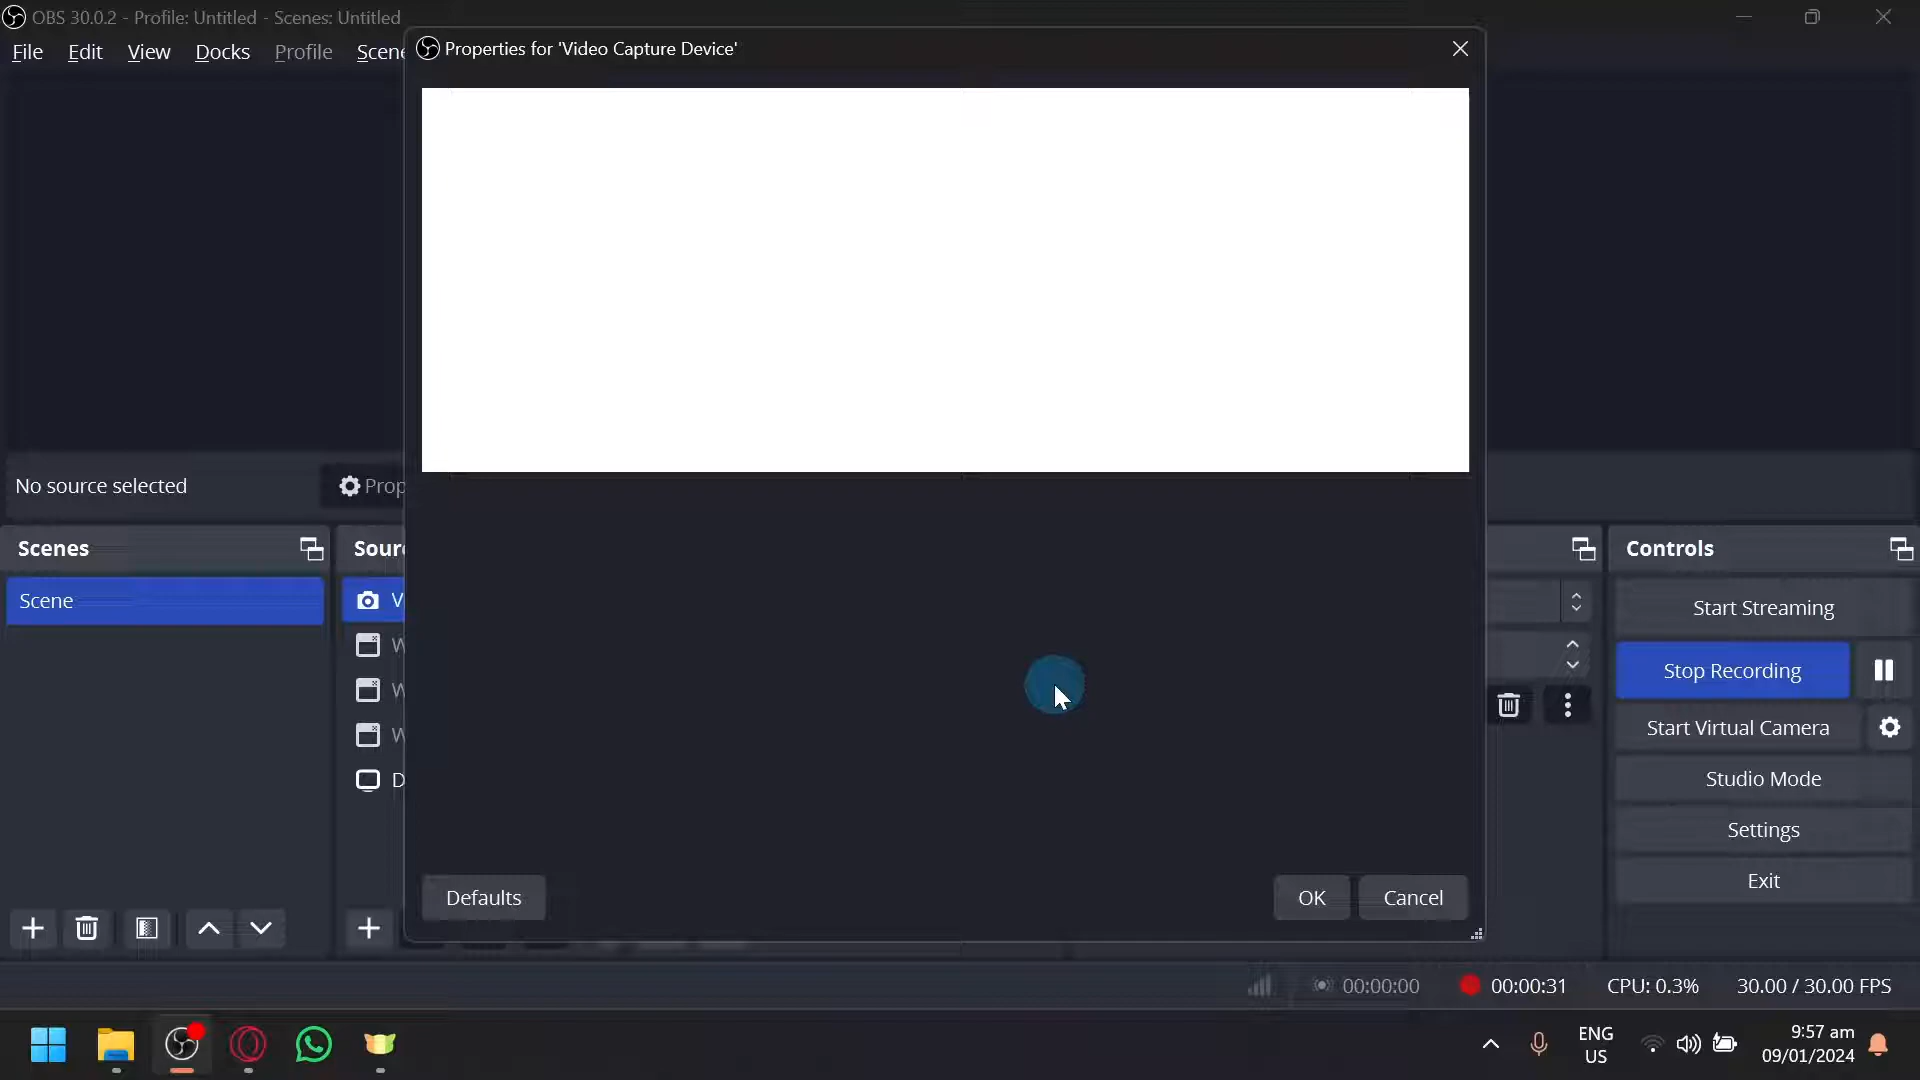 OBS 30.0.2 - Profile: Untitled - Scenes: Untitled
File Edit View Docks Profile Scene
Properties for 'Video Capture Device'
No source selected
Prop
Scenes
Sour
Controls
Scene
V
W
W
W
D
Start Streaming
Stop Recording
Start Virtual Camera
Studio Mode
Settings
Exit
Defaults
OK
Cancel
00:00:00
00:00:31
CPU: 0.3%
30.00 / 30.00 FPS
ENG
US
9:57 am
09/01/2024